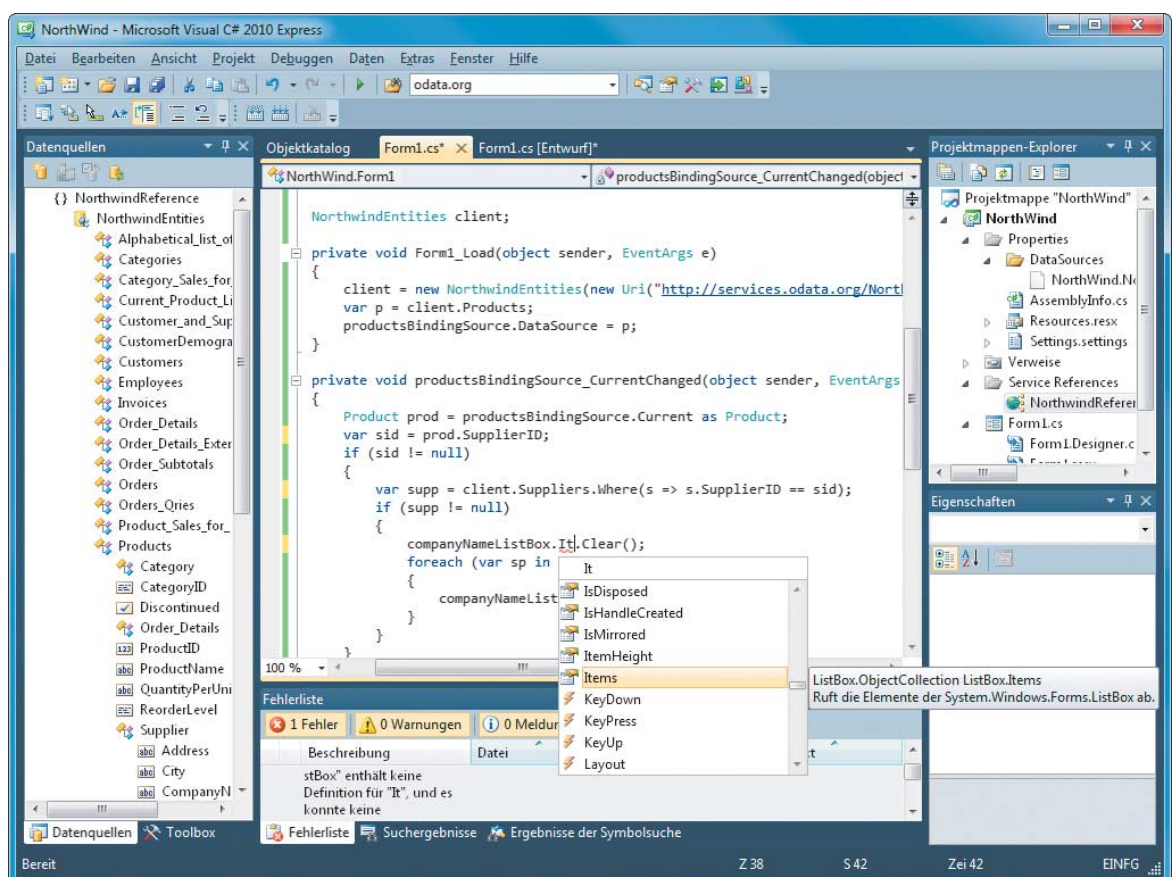 NorthWind - Microsoft Visual C# 2010 Express
Datei Bearbeiten Ansicht Projekt Debuggen Daten Extras Fenster Hilfe
odata.org
Datenquellen
{} NorthwindReference
NorthwindEntities
Alphabetical_list_of
Categories
Category_Sales_for_
Current_Product_Li
Customer_and_Sup
CustomerDemogra
Customers
Employees
Invoices
Order_Details
Order_Details_Exter
Order_Subtotals
Orders
Orders_Qries
Product_Sales_for_
Products
Category
CategoryID
Discontinued
Order_Details
ProductID
ProductName
QuantityPerUni
ReorderLevel
Supplier
Address
City
CompanyN
Datenquellen Toolbox
Objektkatalog Form1.cs* Form1.cs [Entwurf]*
NorthWind.Form1 productsBindingSource_CurrentChanged(object
NorthwindEntities client;
private void Form1_Load(object sender, EventArgs e)
{
client = new NorthwindEntities(new Uri("http://services.odata.org/Nort
var p = client.Products;
productsBindingSource.DataSource = p;
}
private void productsBindingSource_CurrentChanged(object sender, EventArgs
{
Product prod = productsBindingSource.Current as Product;
var sid = prod.SupplierID;
if (sid != null)
{
var supp = client.Suppliers.Where(s => s.SupplierID == sid);
if (supp != null)
{
companyNameListBox.It.Clear();
foreach (var sp in
{
companyNameList
}
}
}
It
IsDisposed
IsHandleCreated
IsMirrored
ItemHeight
Items
KeyDown
KeyPress
KeyUp
Layout
ListBox.ObjectCollection ListBox.Items
Ruft die Elemente der System.Windows.Forms.ListBox ab.
100 %
Fehlerliste
1 Fehler 0 Warnungen 0 Meldur
Beschreibung Datei t
stBox" enthält keine
Definition für "It", und es
konnte keine
Fehlerliste Suchergebnisse Ergebnisse der Symbolsuche
Projektmappen-Explorer
Projektmappe "NorthWind"
NorthWind
Properties
DataSources
NorthWind.No
AssemblyInfo.cs
Resources.resx
Settings.settings
Verweise
Service References
NorthwindReferer
Form1.cs
Form1.Designer.c
Eigenschaften
Bereit Z 38 S 42 Zei 42 EINFG